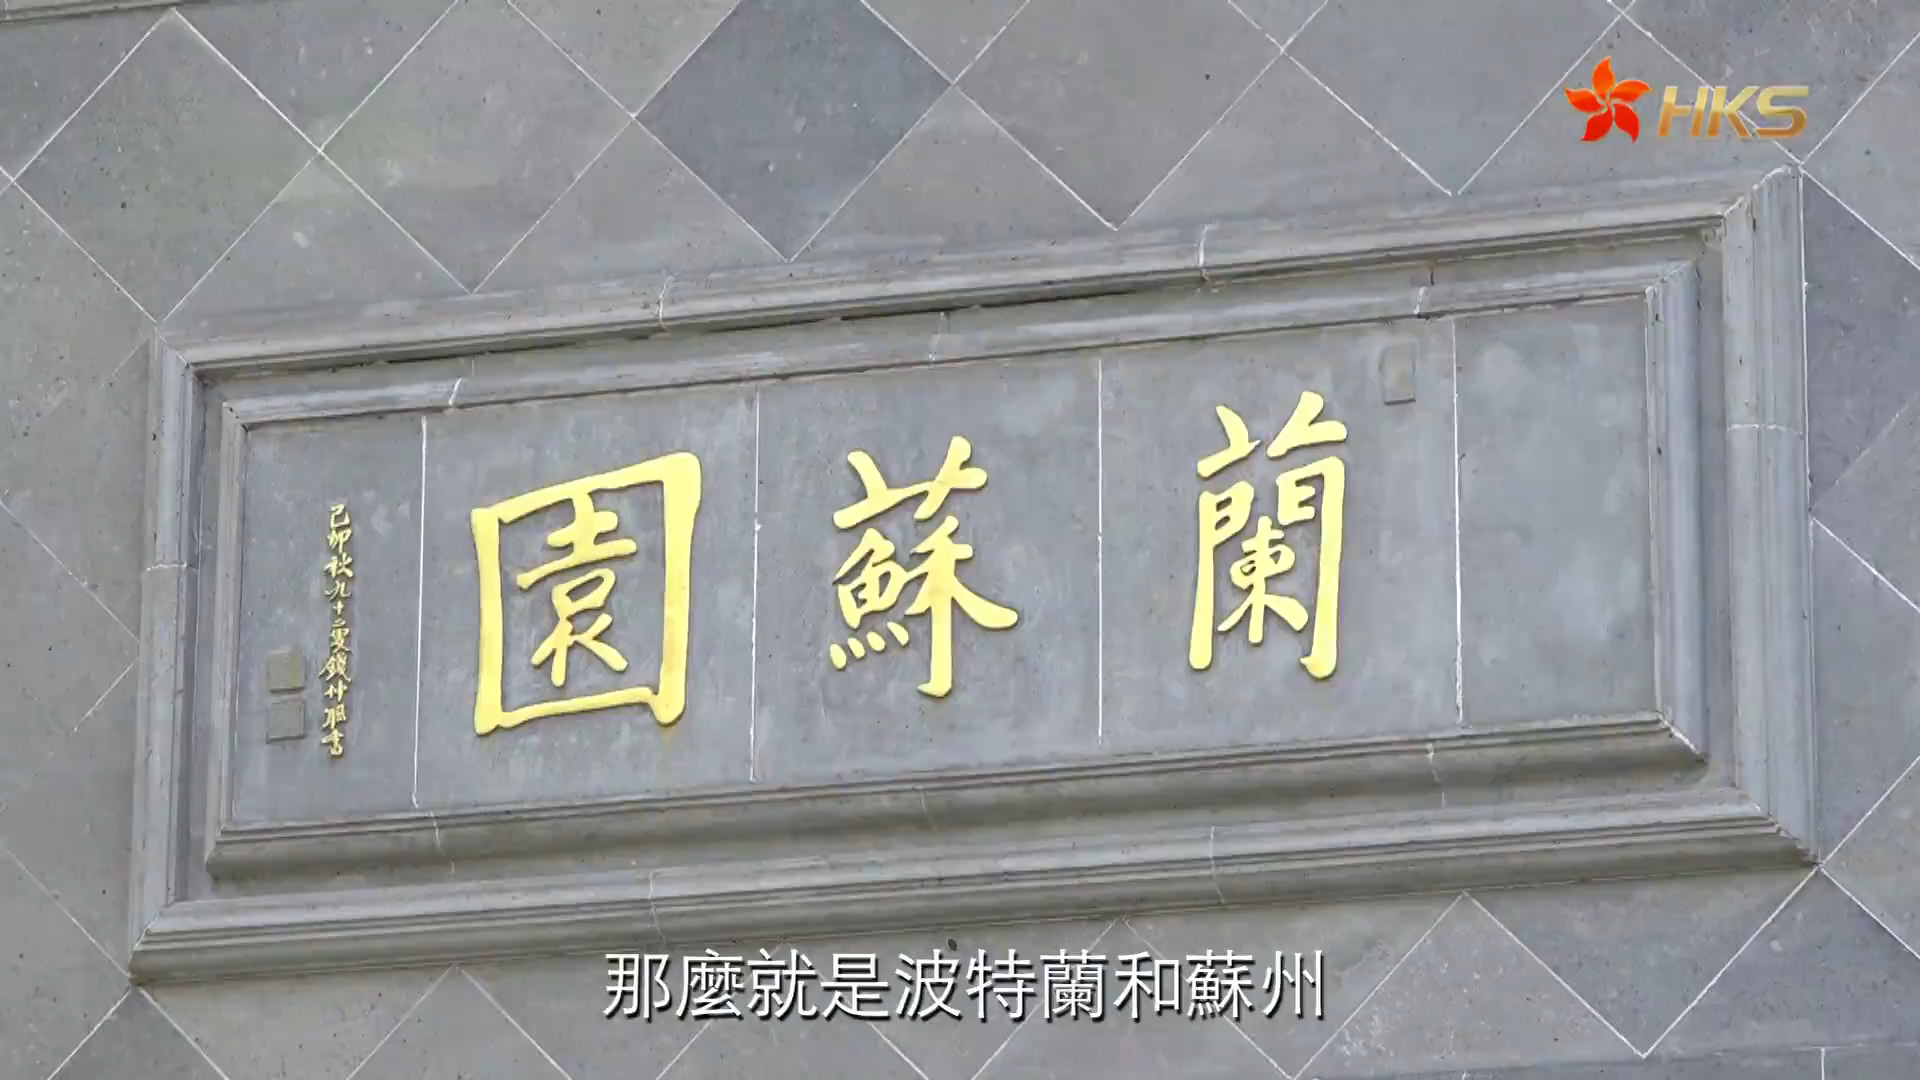 HKS
蘭蘇園
己卯秋九十二叟錢仲聯書
那麼就是波特蘭和蘇州